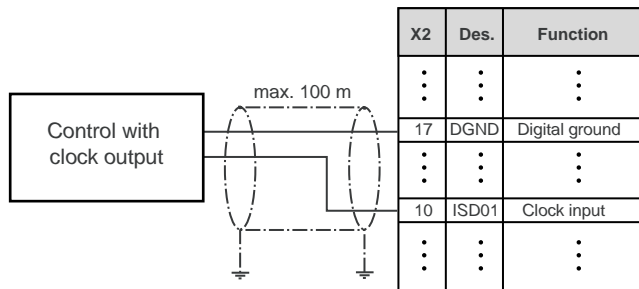 X2 Des. Function
max. 100 m
Control with
clock output
17 DGND Digital ground
10 ISD01 Clock input